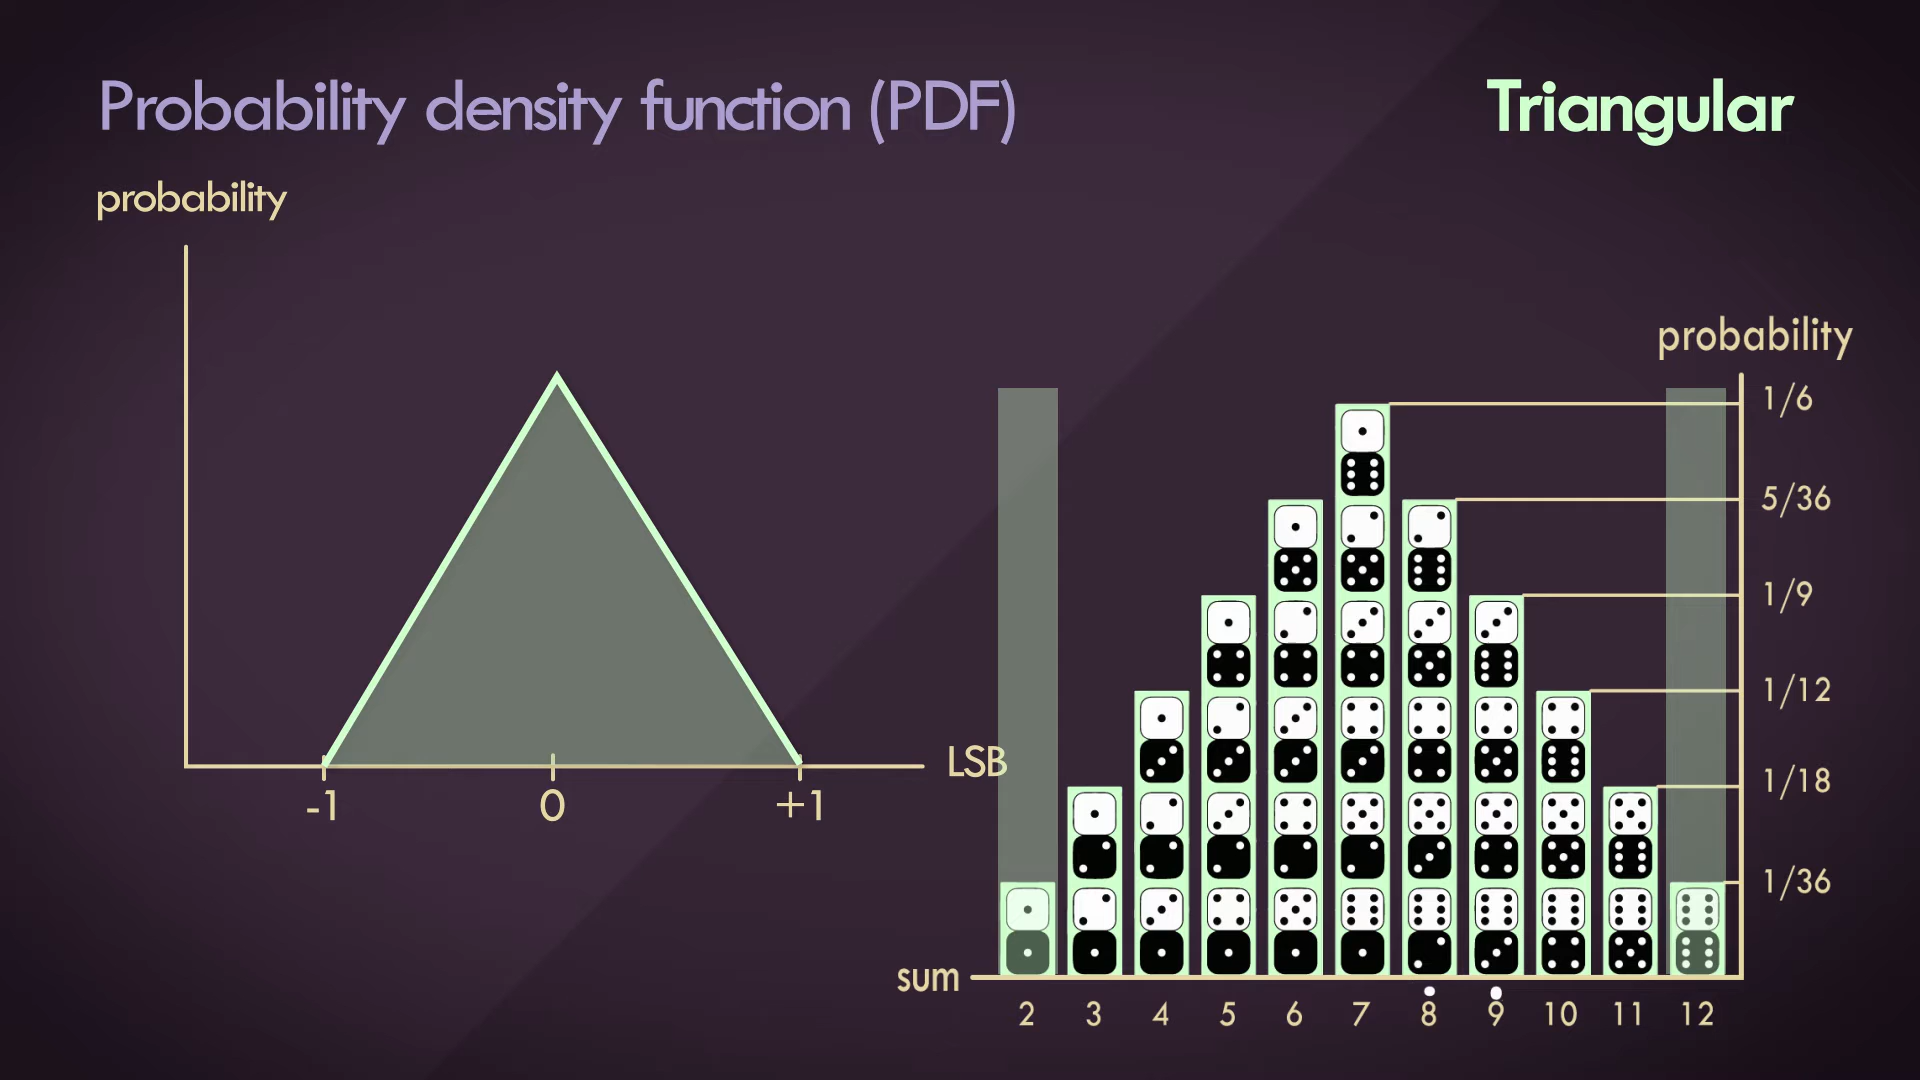 Probability density function (PDF)
Triangular
probability
-1
0
+1
LSB
probability
1/6
5/36
1/9
1/12
1/18
1/36
sum
2 3 4 5 6 7 8 9 10 11 12